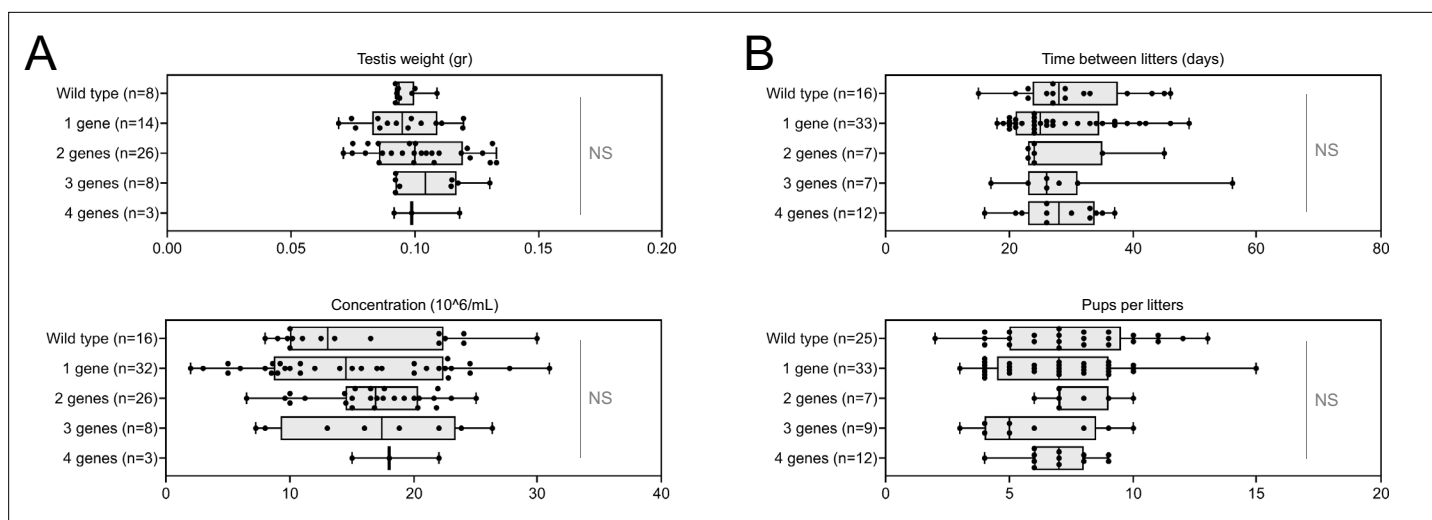 A
Testis weight (gr)
Wild type (n=8)
1 gene (n=14)
2 genes (n=26)
3 genes (n=8)
4 genes (n=3)
NS
0.00 0.05 0.10 0.15 0.20
Concentration (10^6/mL)
Wild type (n=16)
1 gene (n=32)
2 genes (n=26)
3 genes (n=8)
4 genes (n=3)
NS
0 10 20 30 40
B
Time between litters (days)
Wild type (n=16)
1 gene (n=33)
2 genes (n=7)
3 genes (n=7)
4 genes (n=12)
NS
0 20 40 60 80
Pups per litters
Wild type (n=25)
1 gene (n=33)
2 genes (n=7)
3 genes (n=9)
4 genes (n=12)
NS
0 5 10 15 20